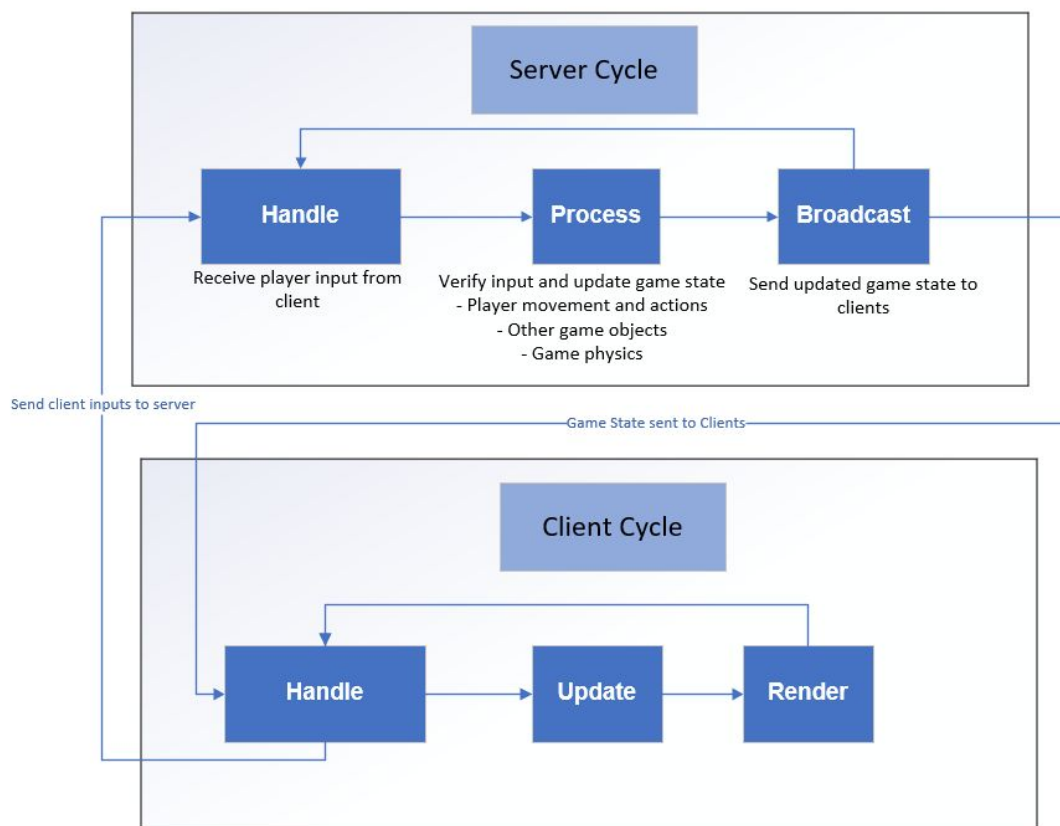 Server Cycle
Handle
Process
Broadcast
Receive player input from
client
Verify input and update game state
- Player movement and actions
- Other game objects
- Game physics
Send updated game state to
clients
Send client inputs to server
Game State sent to Clients
Client Cycle
Handle
Update
Render